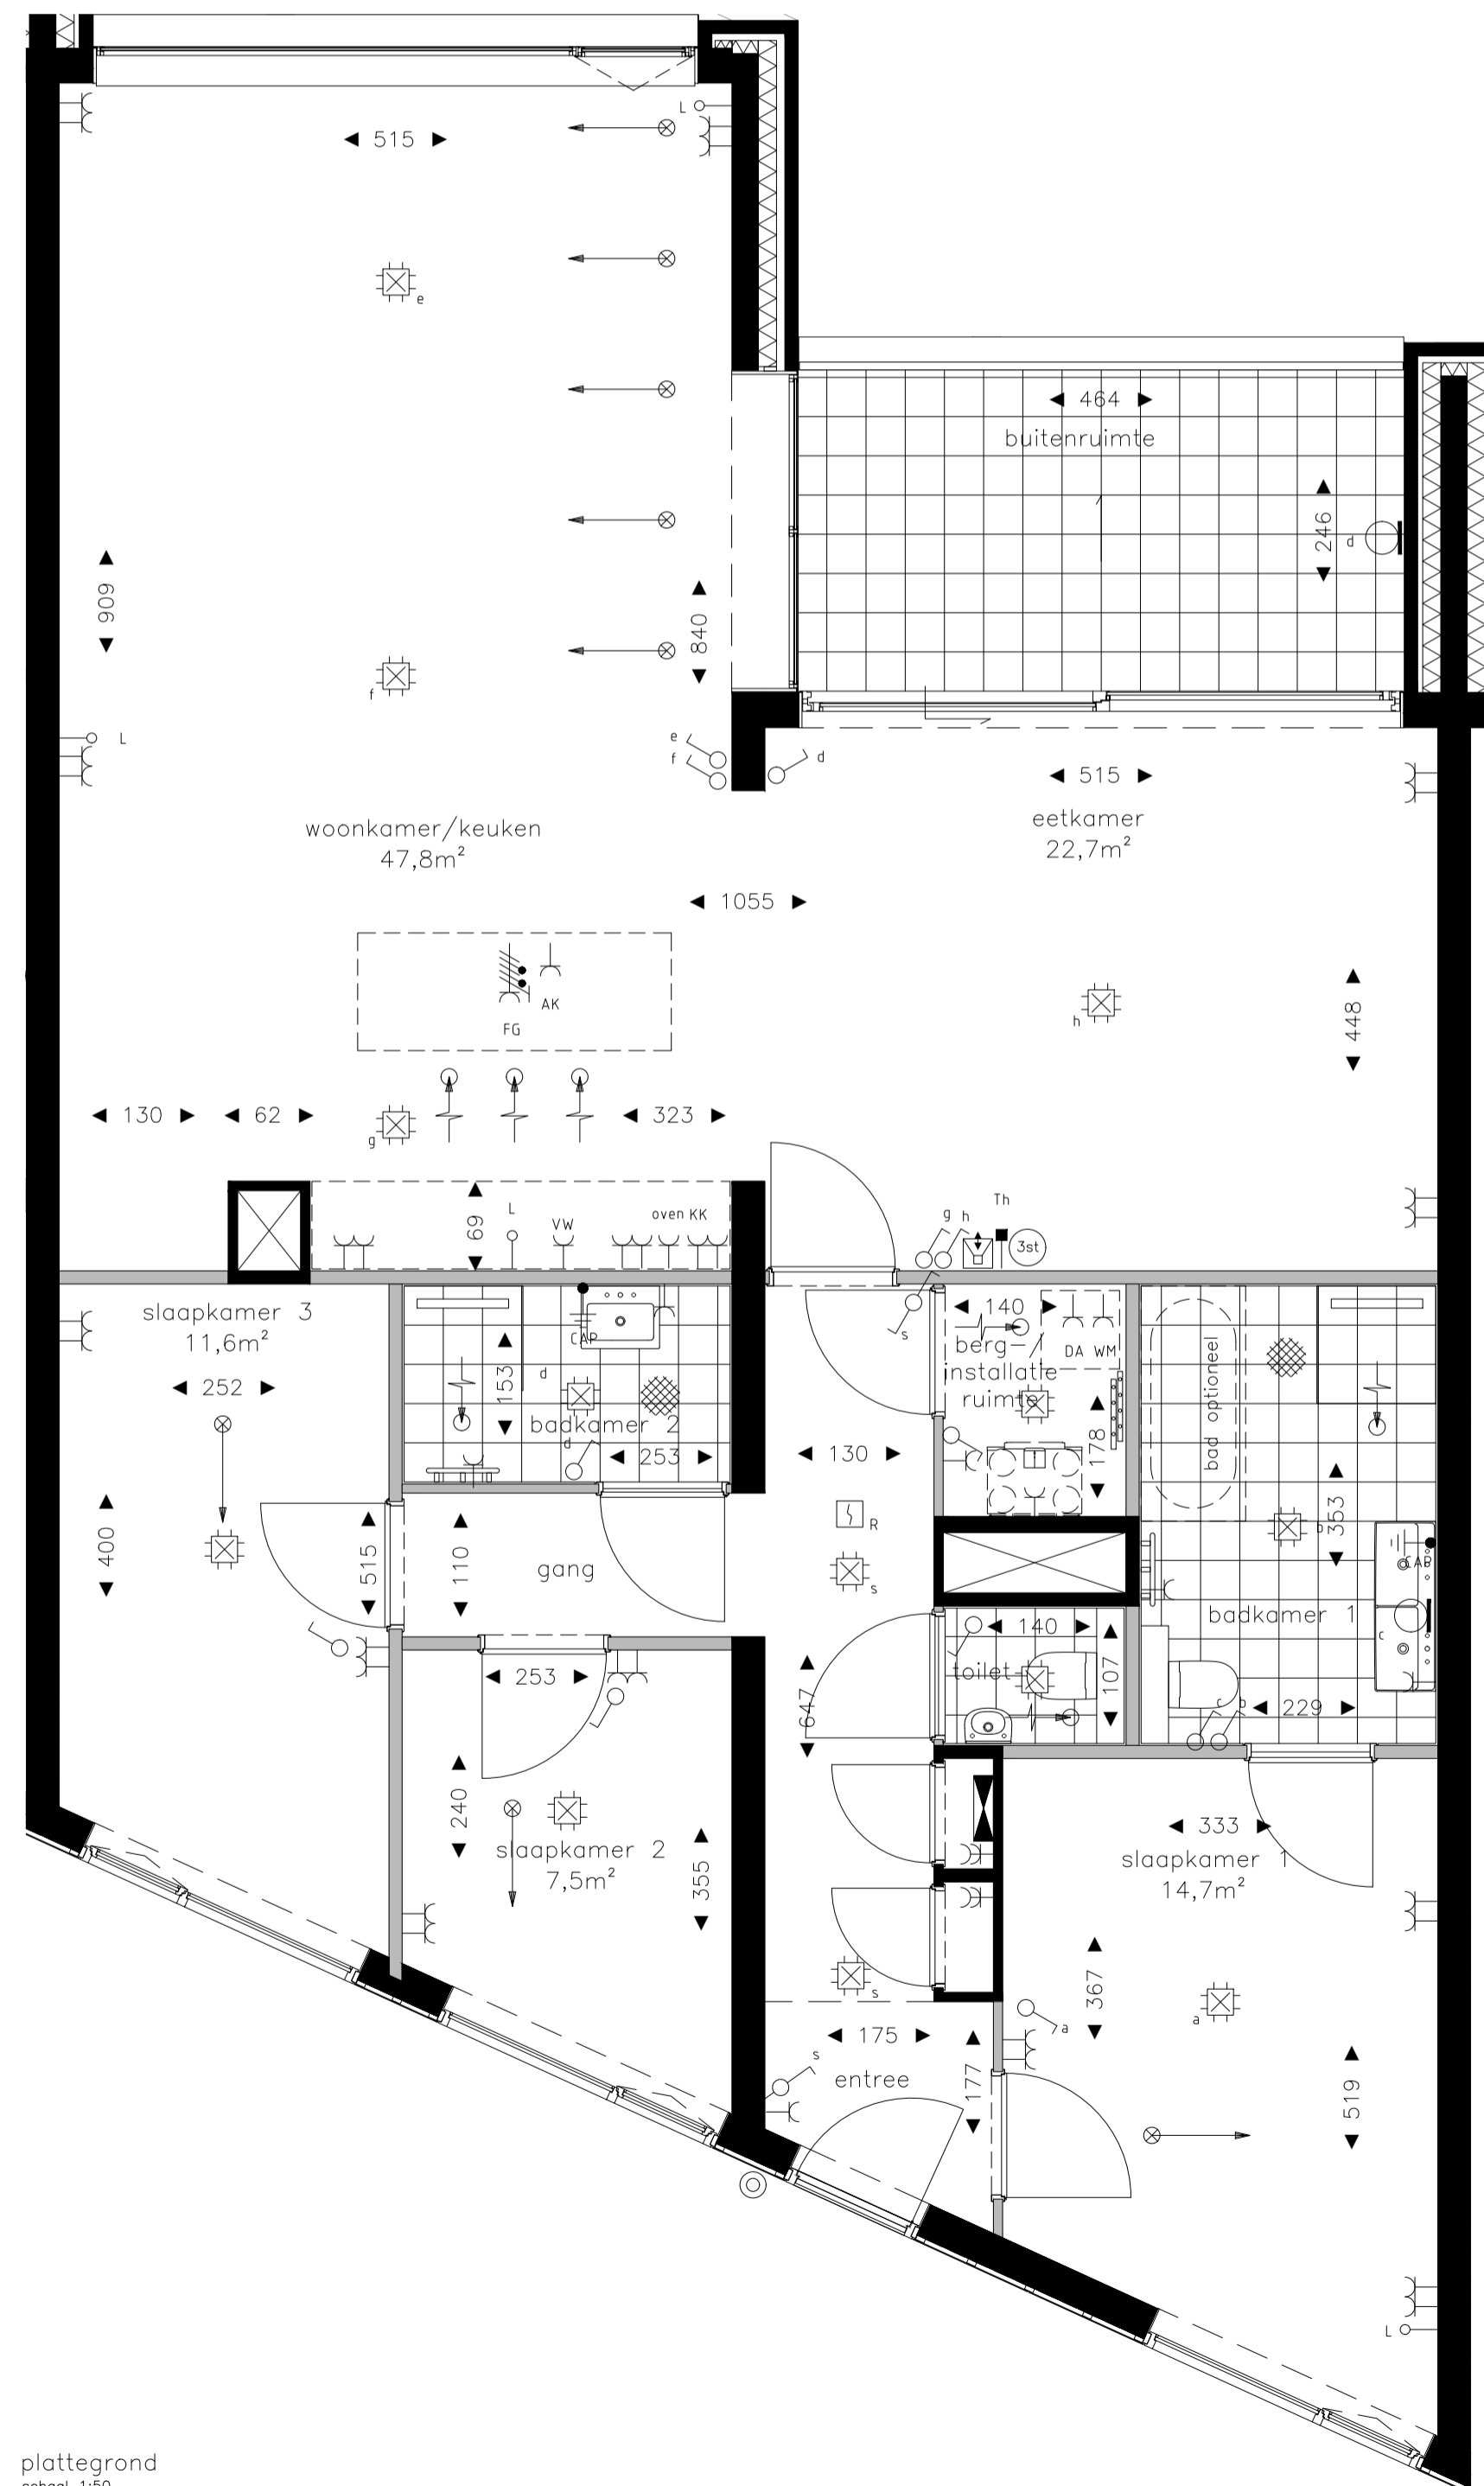 515
L
e
464
buitenruimte
246
d
909
840
f
L
e
f
d
515
woonkamer/keuken
47,8m²
eetkamer
22,7m²
1055
AK
FG
h
448
130
62
323
g
Th
69
L
VW
oven KK
g h
3st
s
slaapkamer 3
11,6m²
252
CAP
153
d
badkamer 2
d
253
140
berg-/
installatie
ruimte
DA WM
178
bad optioneel
130
353
b
400
515
110
gang
R
s
CAP
badkamer 1
c
140
toilet
107
253
647
c b
229
240
slaapkamer 2
7,5m²
355
333
slaapkamer 1
14,7m²
s
367
a
a
175
s
entree
177
519
L
plattegrond
schaal 1:50